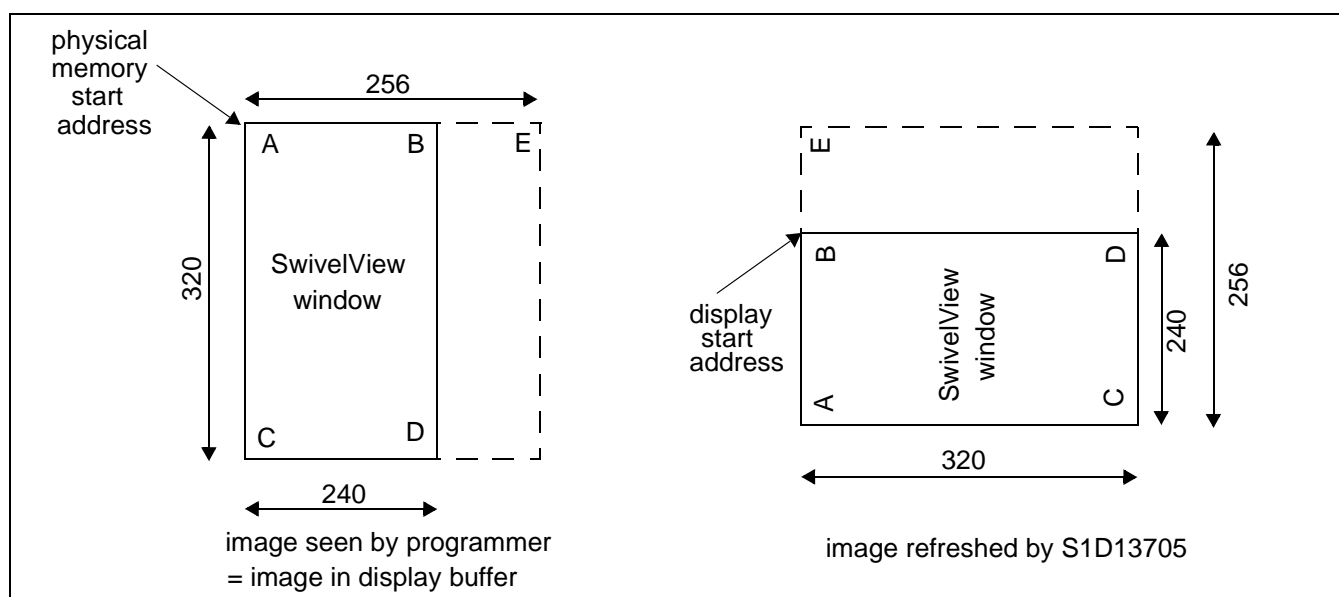 physical
memory
start
address
256
A
B
E
320
SwivelView
window
C
D
240
image seen by programmer
= image in display buffer
E
B
D
display
start
address
SwivelView
window
240
256
A
C
320
image refreshed by S1D13705